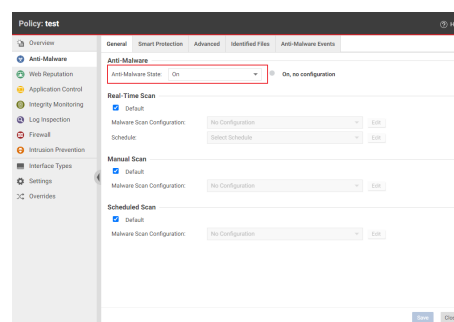 Policy: test
H
Overview
Anti-Malware
Web Reputation
Application Control
Integrity Monitoring
Log Inspection
Firewall
Intrusion Prevention
Interface Types
Settings
Overrides
General Smart Protection Advanced Identified Files Anti-Malware Events
Anti-Malware
Anti-Malware State: On On, no configuration
Real-Time Scan
Default
Malware Scan Configuration: No Configuration Edit
Schedule: Select Schedule Edit
Manual Scan
Default
Malware Scan Configuration: No Configuration Edit
Scheduled Scan
Default
Malware Scan Configuration: No Configuration Edit
Save